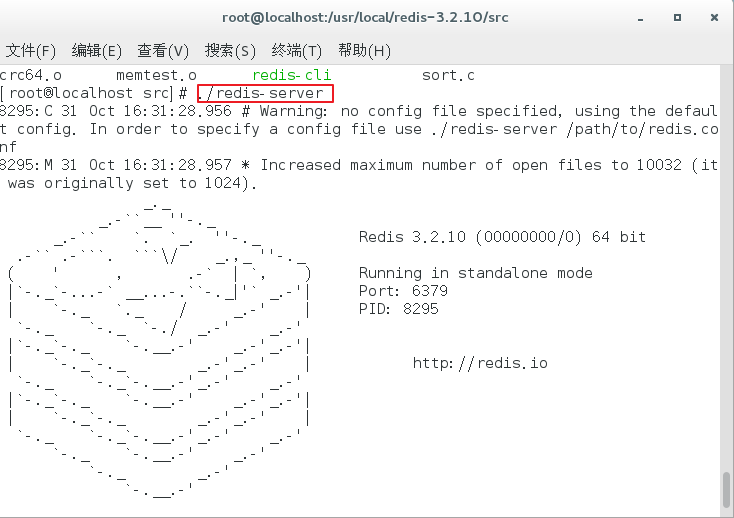 root@localhost:/usr/local/redis-3.2.10/src
文件(F) 编辑(E) 查看(V) 搜索(S) 终端(T) 帮助(H)
crc64.o memtest.o redis-cli sort.c
[root@localhost src]# ./redis-server
8295:C 31 Oct 16:31:28.956 # Warning: no config file specified, using the defaul
t config. In order to specify a config file use ./redis-server /path/to/redis.co
nf
8295:M 31 Oct 16:31:28.957 * Increased maximum number of open files to 10032 (it
 was originally set to 1024).
Redis 3.2.10 (00000000/0) 64 bit
Running in standalone mode
Port: 6379
PID: 8295
http://redis.io